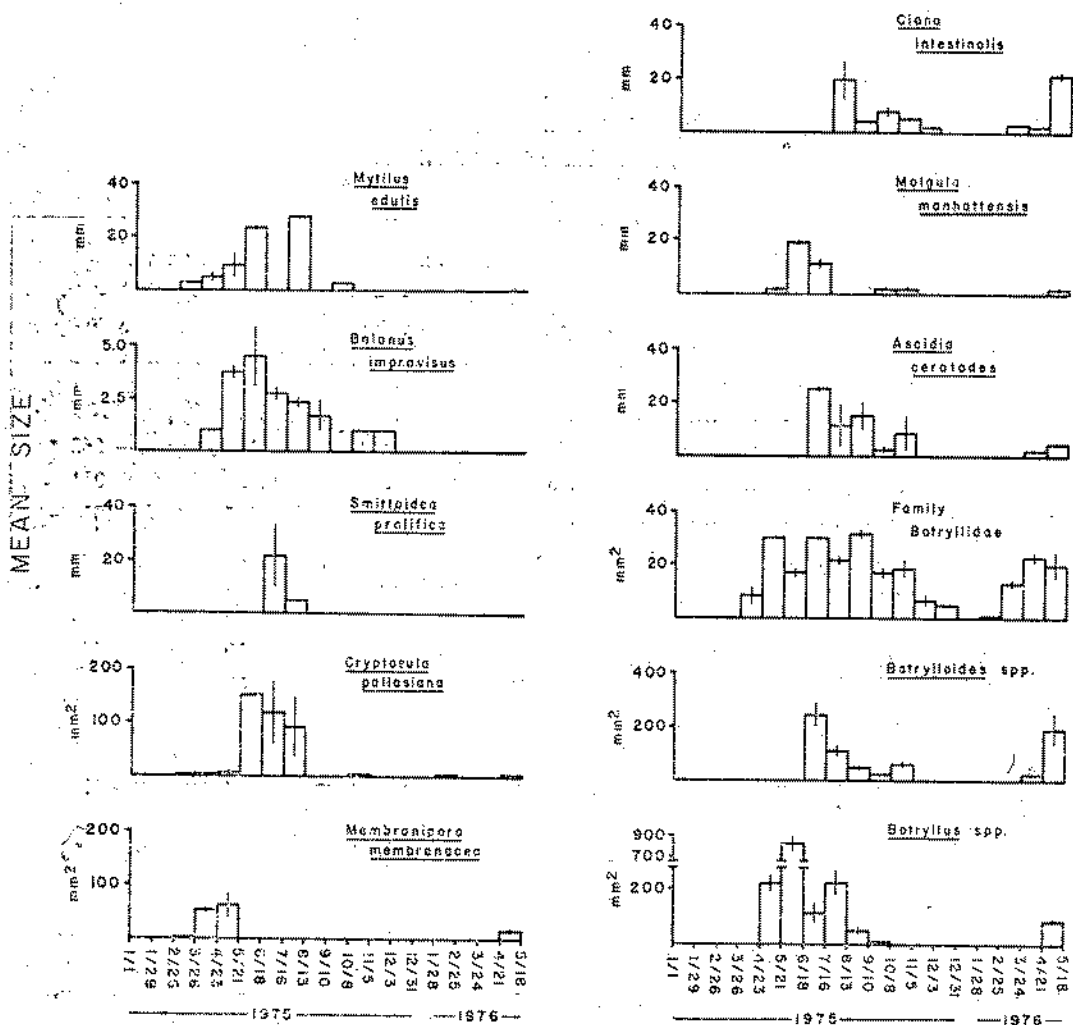 MEAN SIZE
Mytilus
edulis
40
20
mm
Balanus
improvisus
5.0
2.5
mm
Smittoidea
prolifica
40
20
mm
Cryptosula
pallasiana
200
100
mm2
Membranipora
membranacea
200
100
mm2
1/1
1/29
2/25
3/26
4/23
5/21
6/18
7/16
8/13
9/10
10/8
11/5
12/3
12/31
1/28
2/25
3/24
4/21
5/18
1975
1976
Ciona
intestinalis
40
20
mm
Molgula
manhattensis
40
20
mm
Ascidia
ceratodes
40
20
mm
Family
Botryllidae
40
20
mm2
Botrylloides spp.
400
200
mm2
Botryllus spp.
900
700
200
mm2
1/1
1/29
2/26
3/26
4/23
5/21
6/18
7/16
8/13
9/10
10/8
11/5
12/3
12/31
1/28
2/25
3/24
4/21
5/18
1975
1976